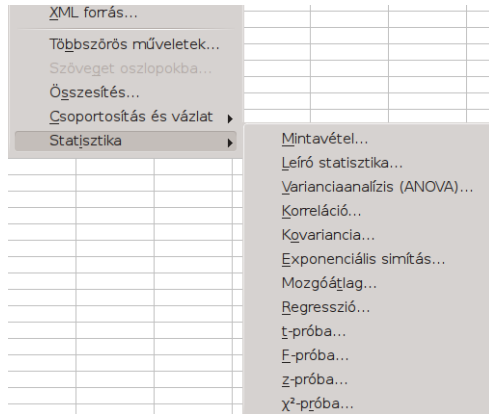 XML forrás...
Többszörös műveletek...
Szöveget oszlopokba...
Összesítés...
Csoportosítás és vázlat
Statisztika
Mintavétel...
Leíró statisztika...
Varianciaanalízis (ANOVA)...
Korreláció...
Kovariancia...
Exponenciális simítás...
Mozgóátlag...
Regresszió...
t-próba...
F-próba...
z-próba...
χ²-próba...